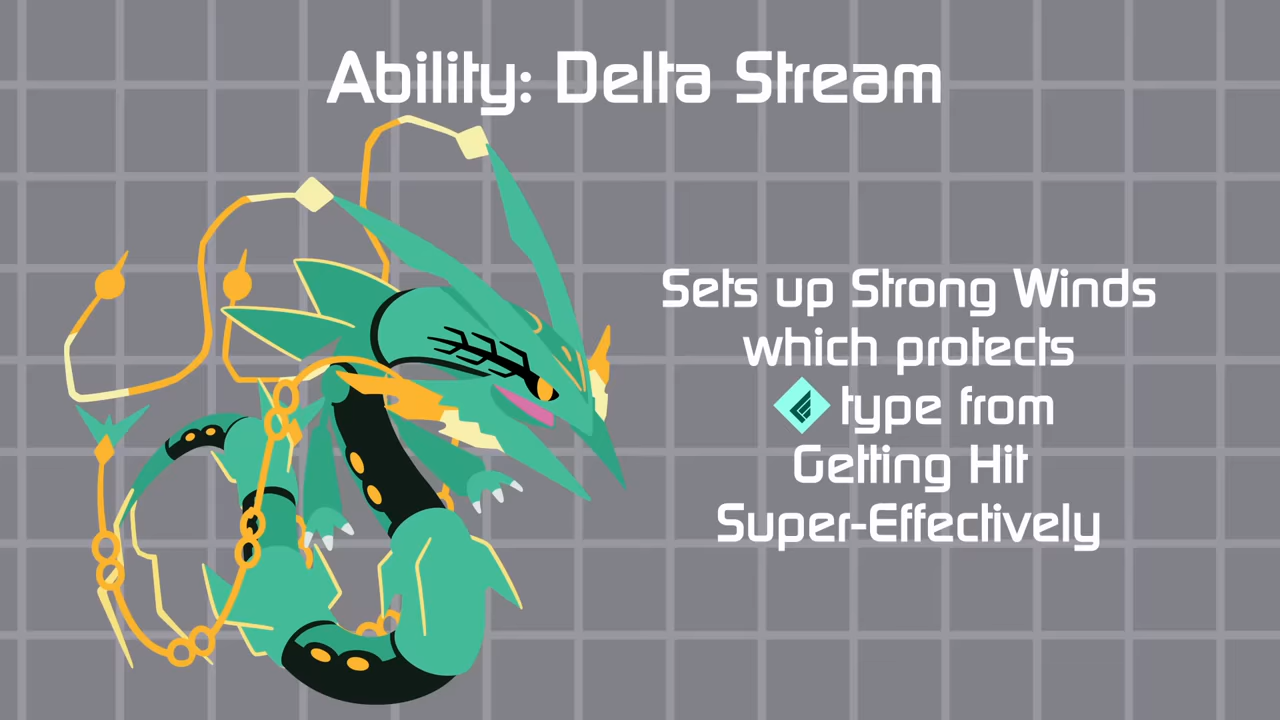 Ability: Delta Stream
Sets up Strong Winds
which protects
type from
Getting Hit
Super-Effectively